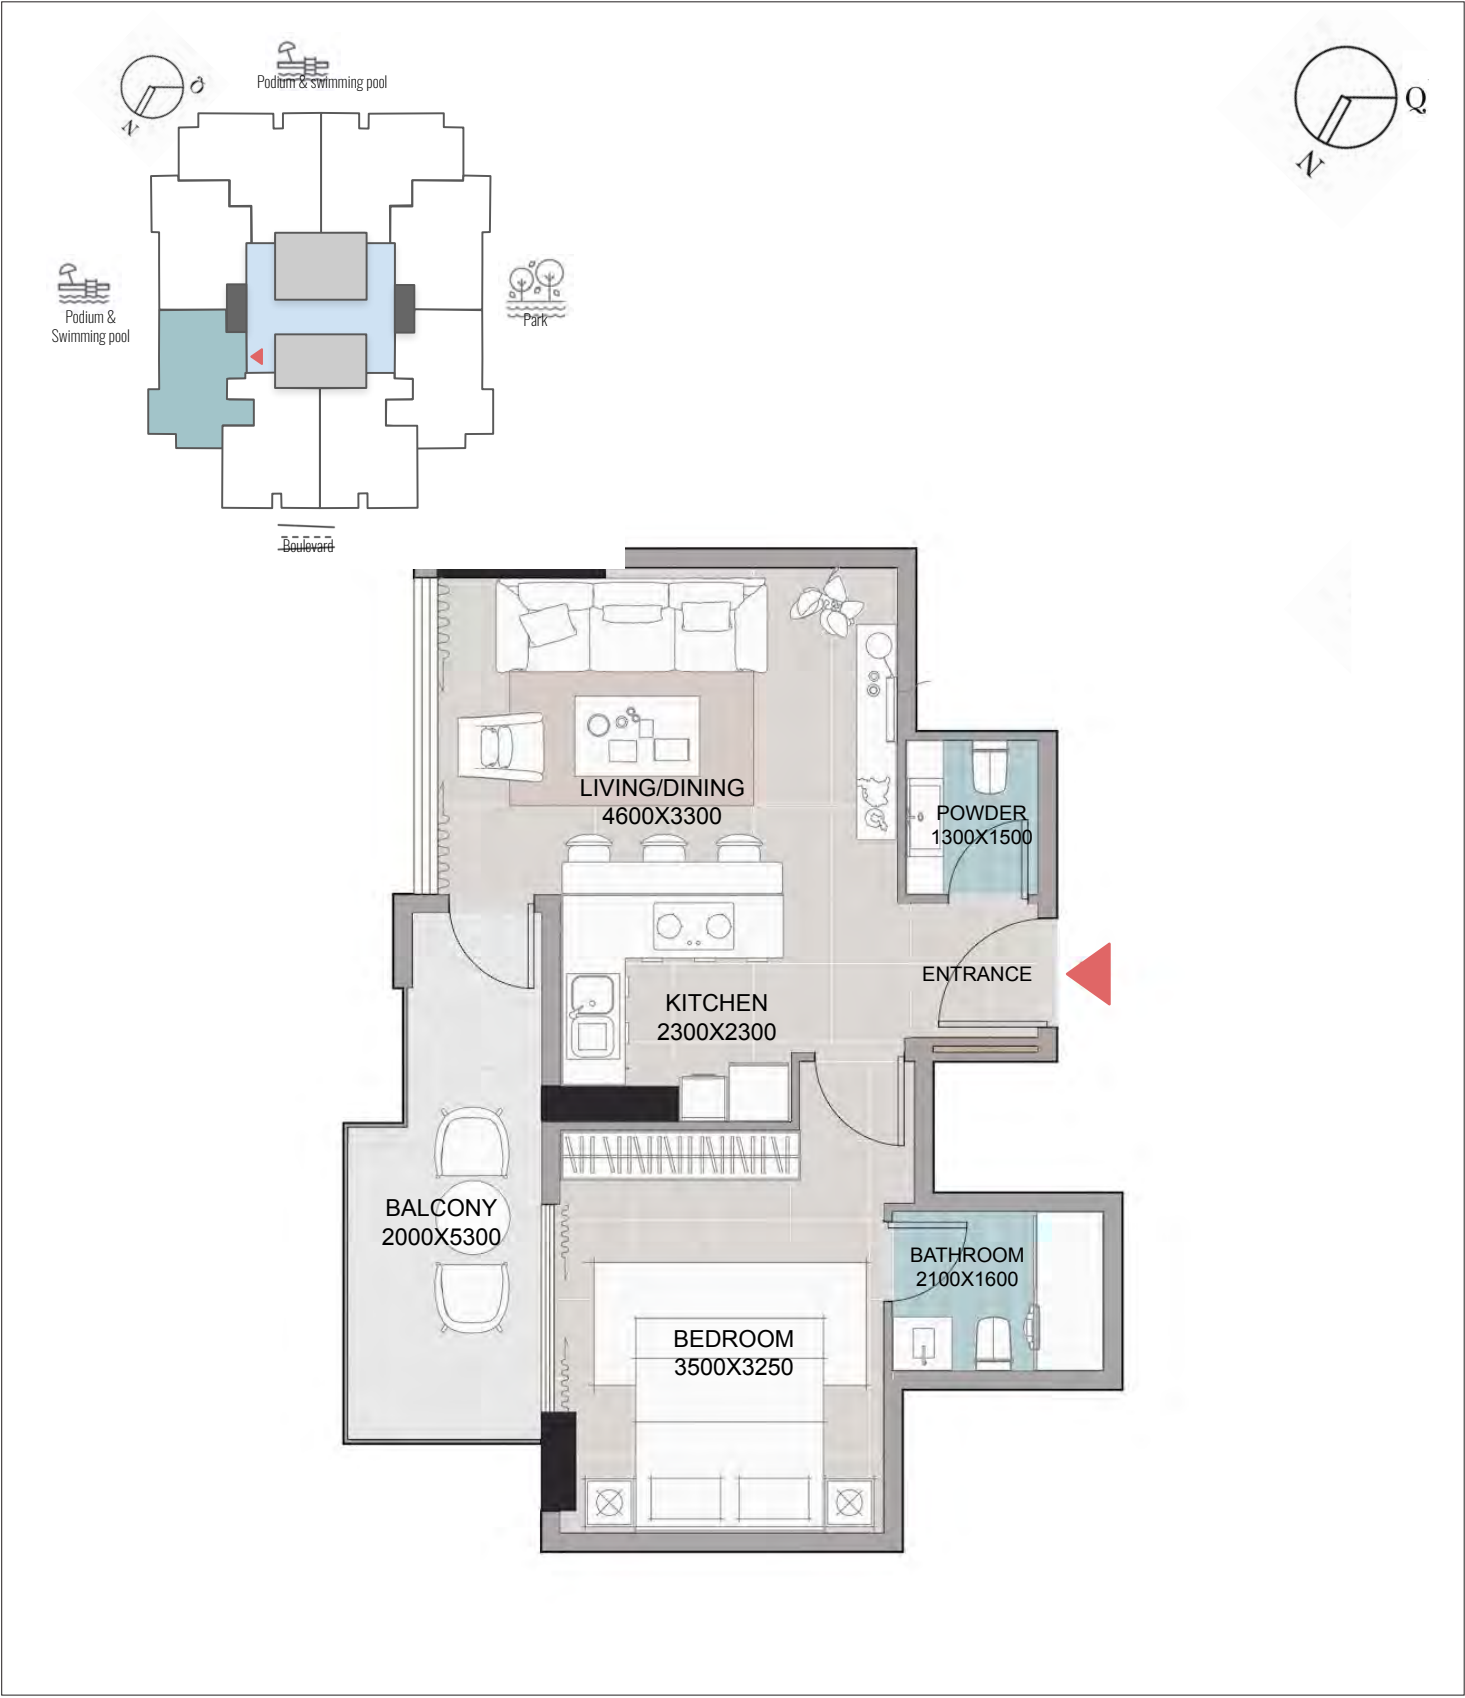 Podium & swimming pool
Q
N
Q
N
Podium &
Swimming pool
Park
Boulevard
LIVING/DINING
4600X3300
POWDER
1300X1500
ENTRANCE
KITCHEN
2300X2300
BALCONY
2000X5300
BATHROOM
2100X1600
BEDROOM
3500X3250